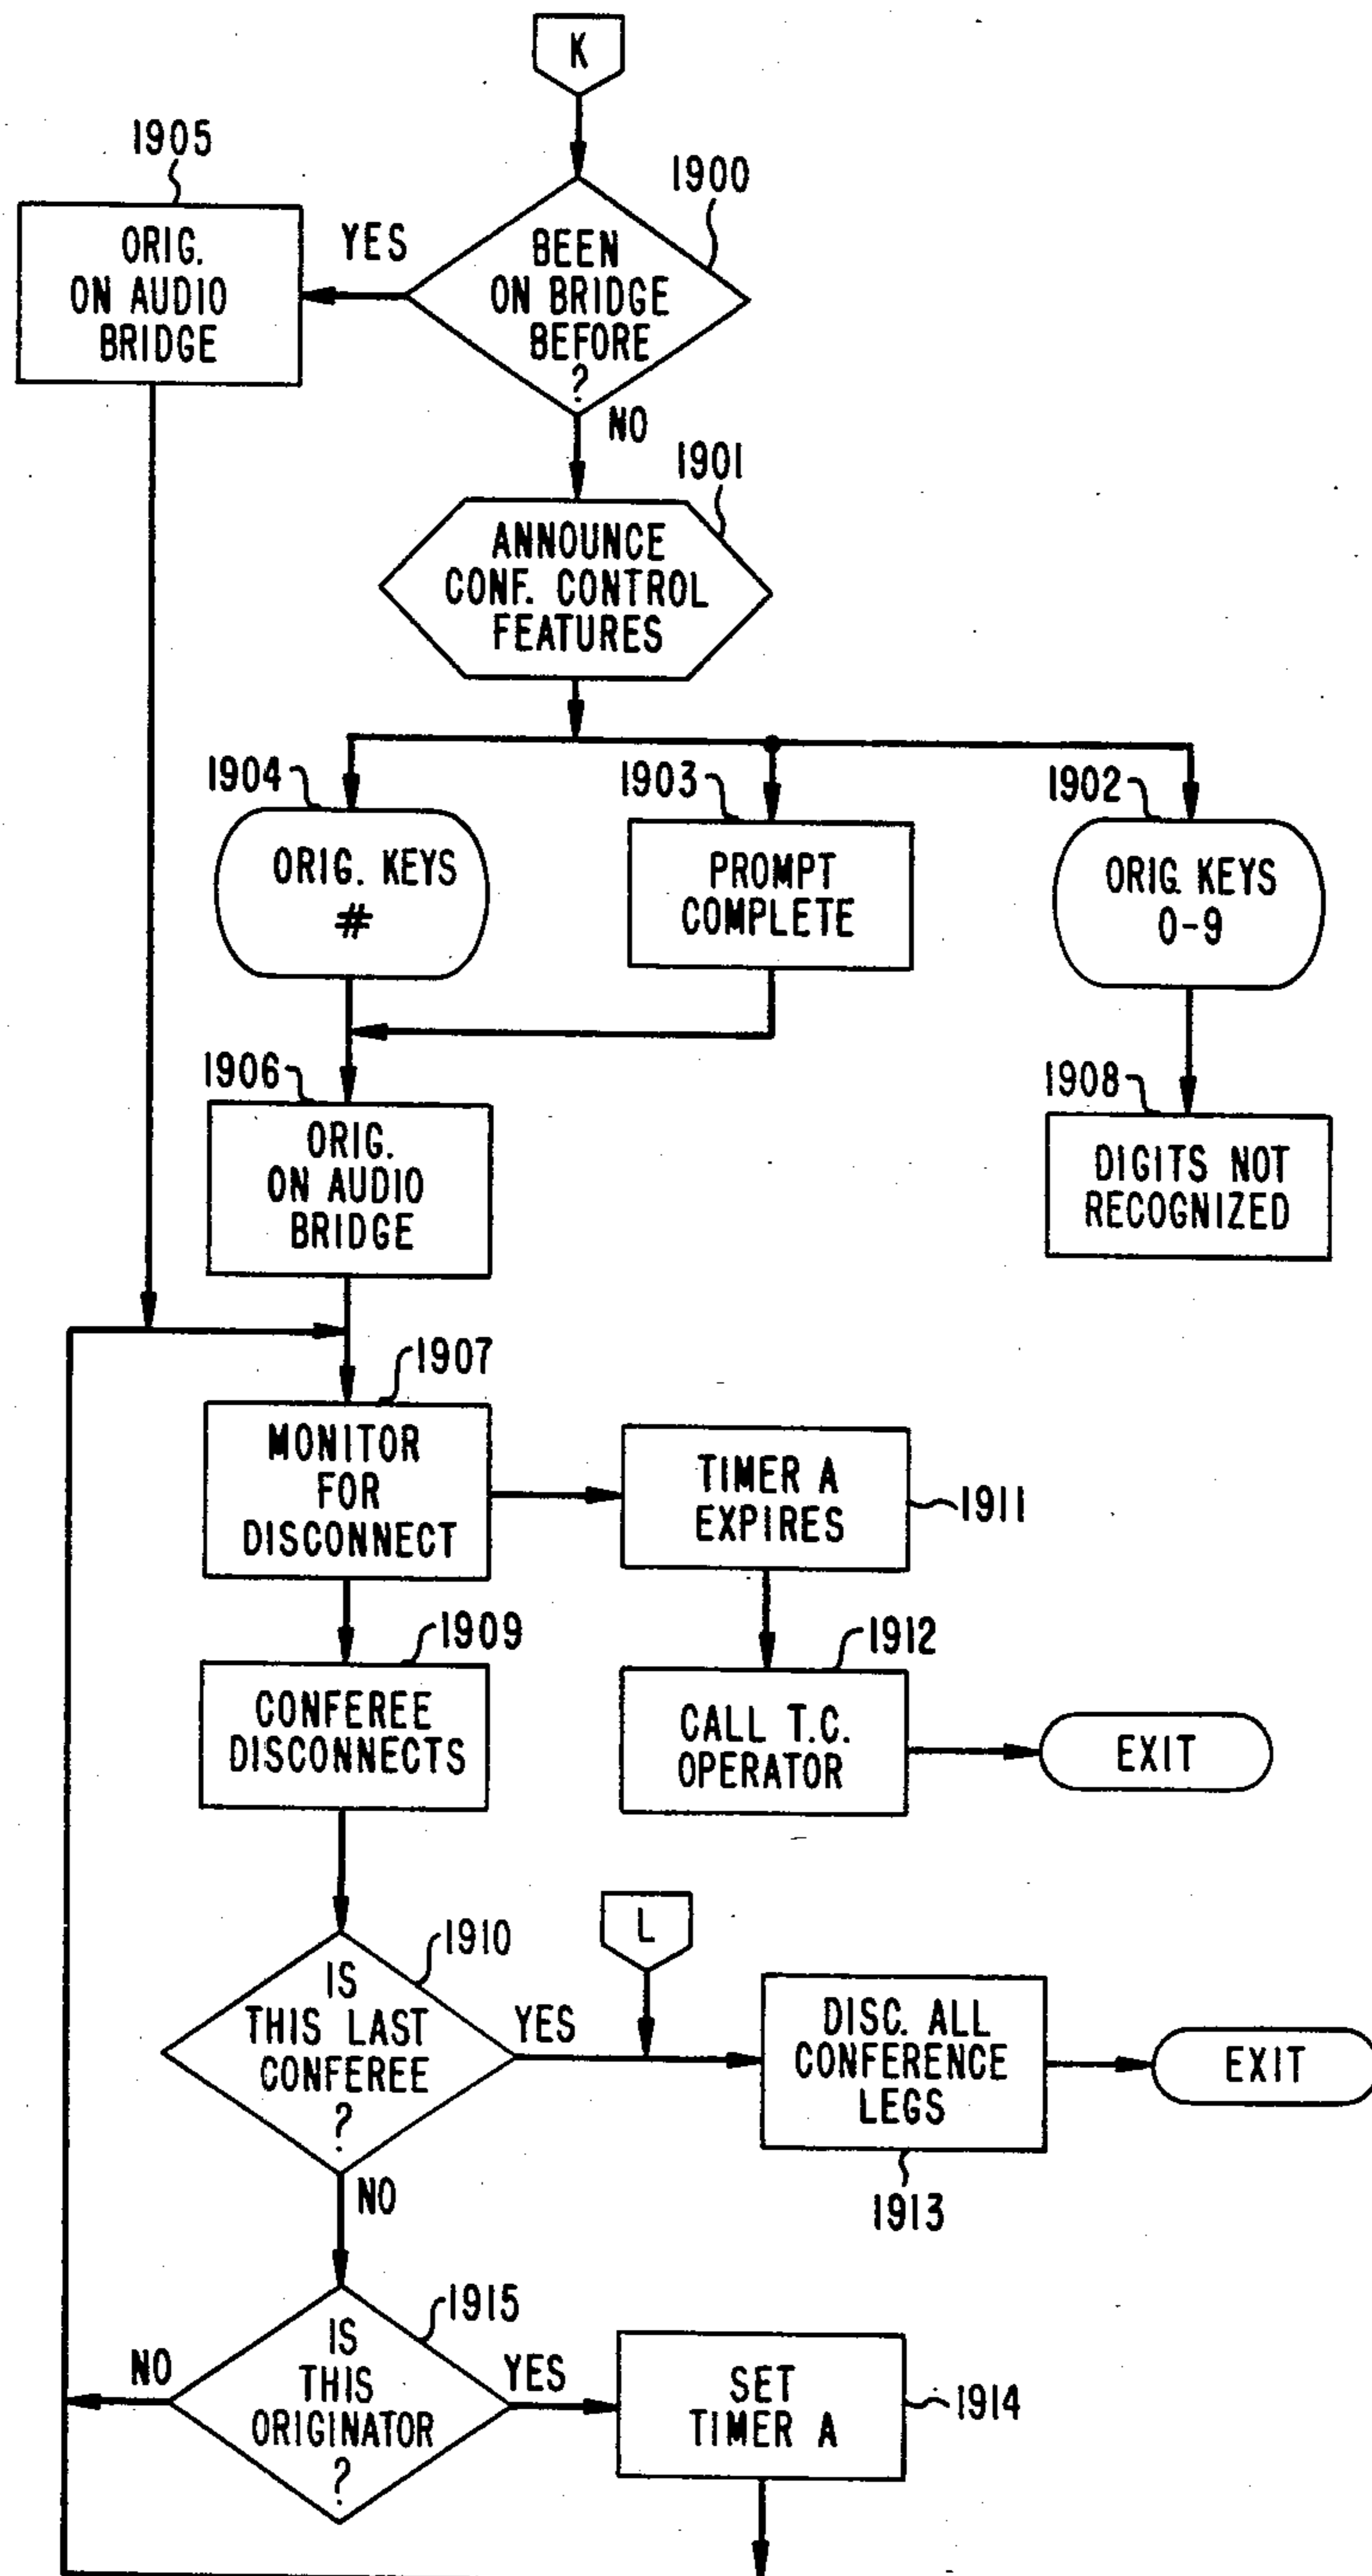 K
1905
1900
ORIG.
ON AUDIO
BRIDGE
YES
BEEN
ON BRIDGE
BEFORE
?
NO
1901
ANNOUNCE
CONF. CONTROL
FEATURES
1904
1903
1902
ORIG. KEYS
#
PROMPT
COMPLETE
ORIG. KEYS
0-9
1906
1908
ORIG.
ON AUDIO
BRIDGE
DIGITS NOT
RECOGNIZED
1907
MONITOR
FOR
DISCONNECT
TIMER A
EXPIRES
1911
1909
1912
CONFEREE
DISCONNECTS
CALL T.C.
OPERATOR
EXIT
1910
L
IS
THIS LAST
CONFEREE
?
YES
DISC. ALL
CONFERENCE
LEGS
EXIT
1913
NO
1915
IS
THIS
ORIGINATOR
?
NO
YES
SET
TIMER A
1914